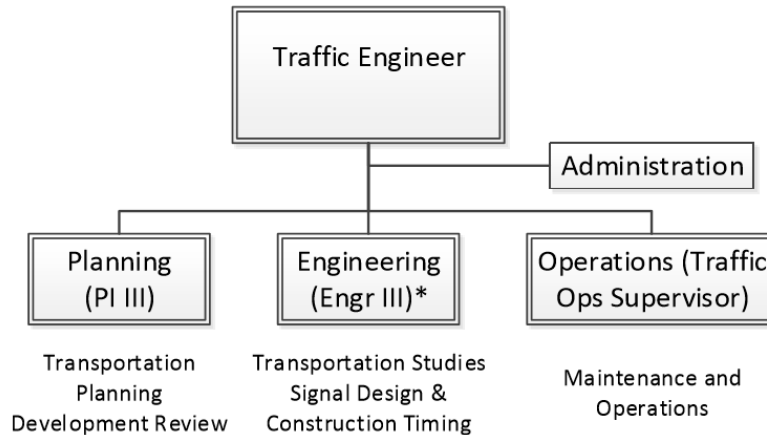 Traffic Engineer
Administration
Planning
(Pl III)
Engineering
(Engr III)*
Operations (Traffic
Ops Supervisor)
Transportation
Planning
Development Review
Transportation Studies
Signal Design &
Construction Timing
Maintenance and
Operations